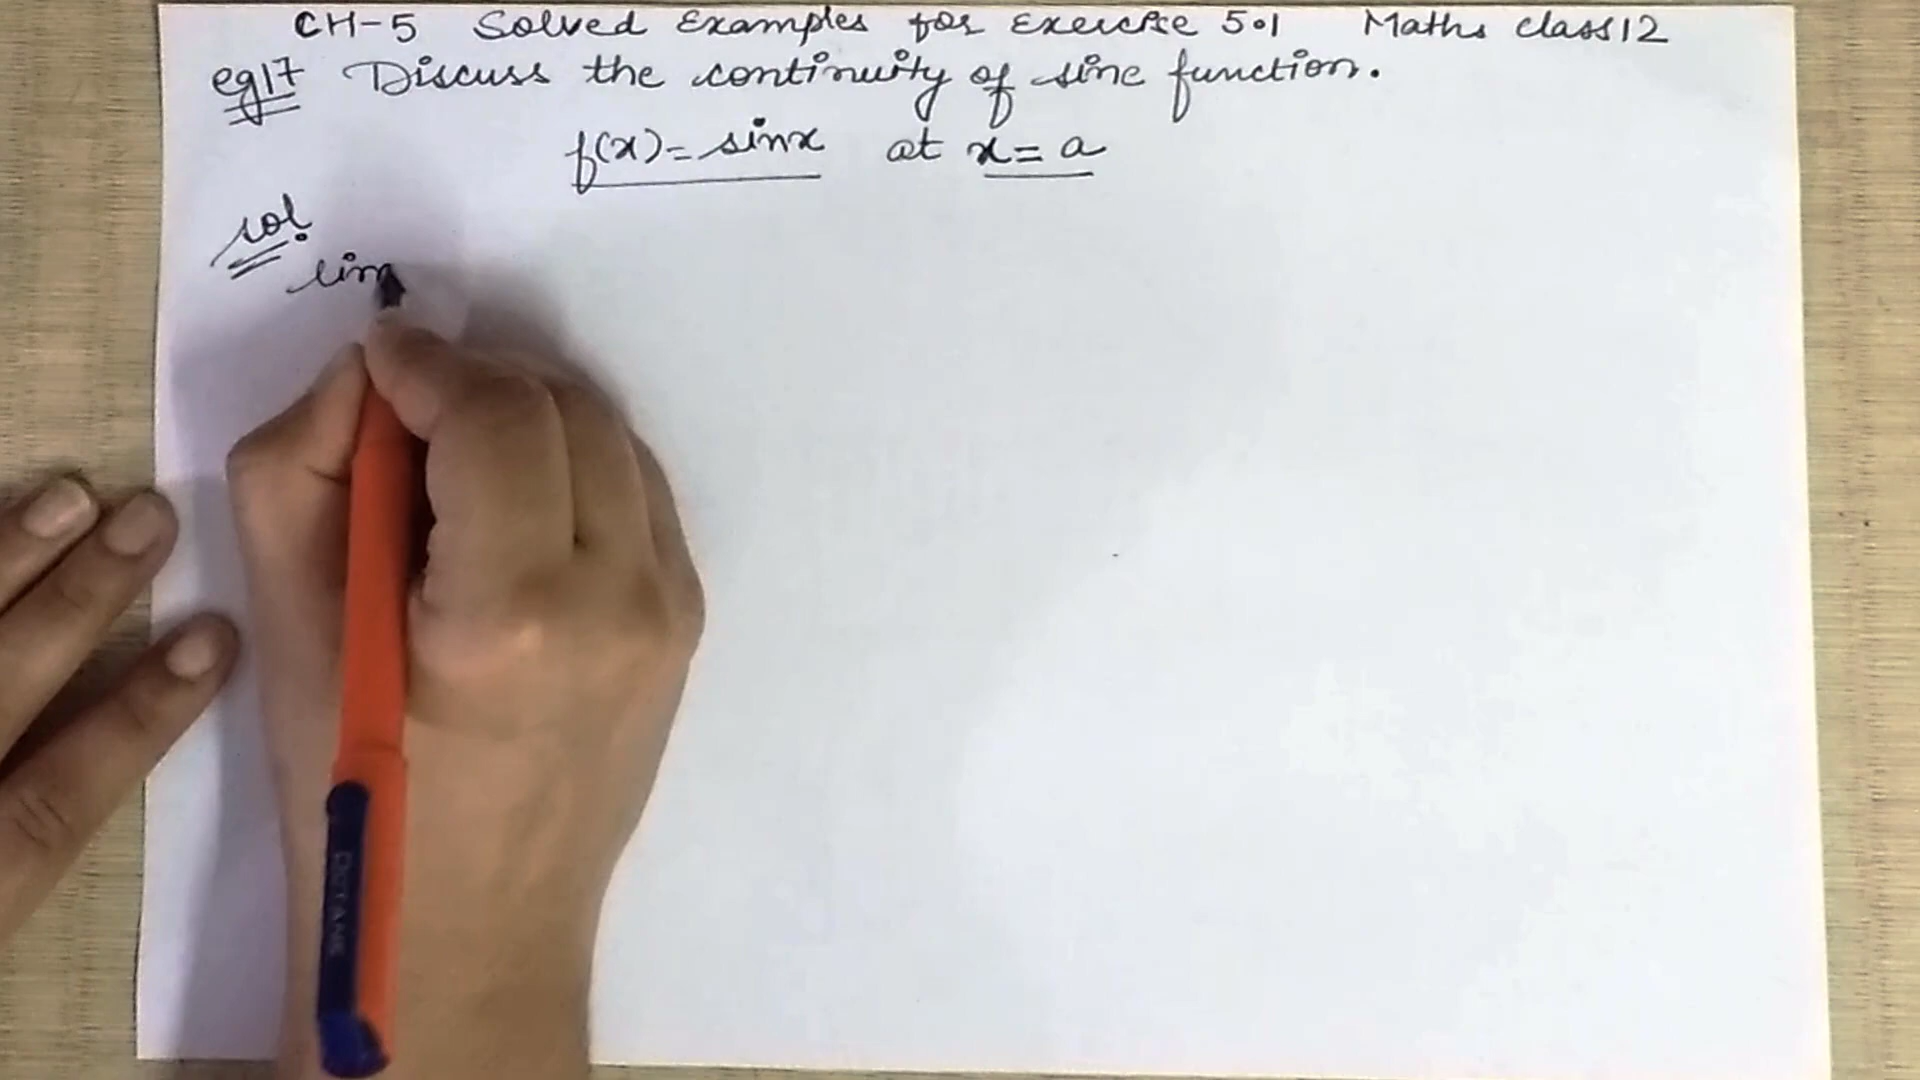 CH-5 Solved Examples for Exercise 5.1 Maths class 12
eg17 Discuss the continuity of sine function.
f(x) = sinx at x = a
sol.
lim